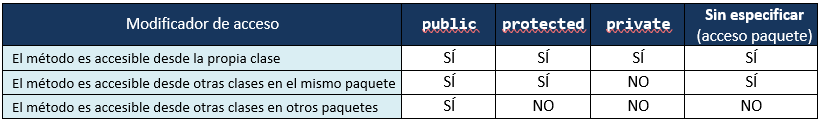 Modificador de acceso public protected private Sin especificar (acceso paquete)
El método es accesible desde la propia clase SÍ SÍ SÍ SÍ
El método es accesible desde otras clases en el mismo paquete SÍ SÍ NO SÍ
El método es accesible desde otras clases en otros paquetes SÍ NO NO NO